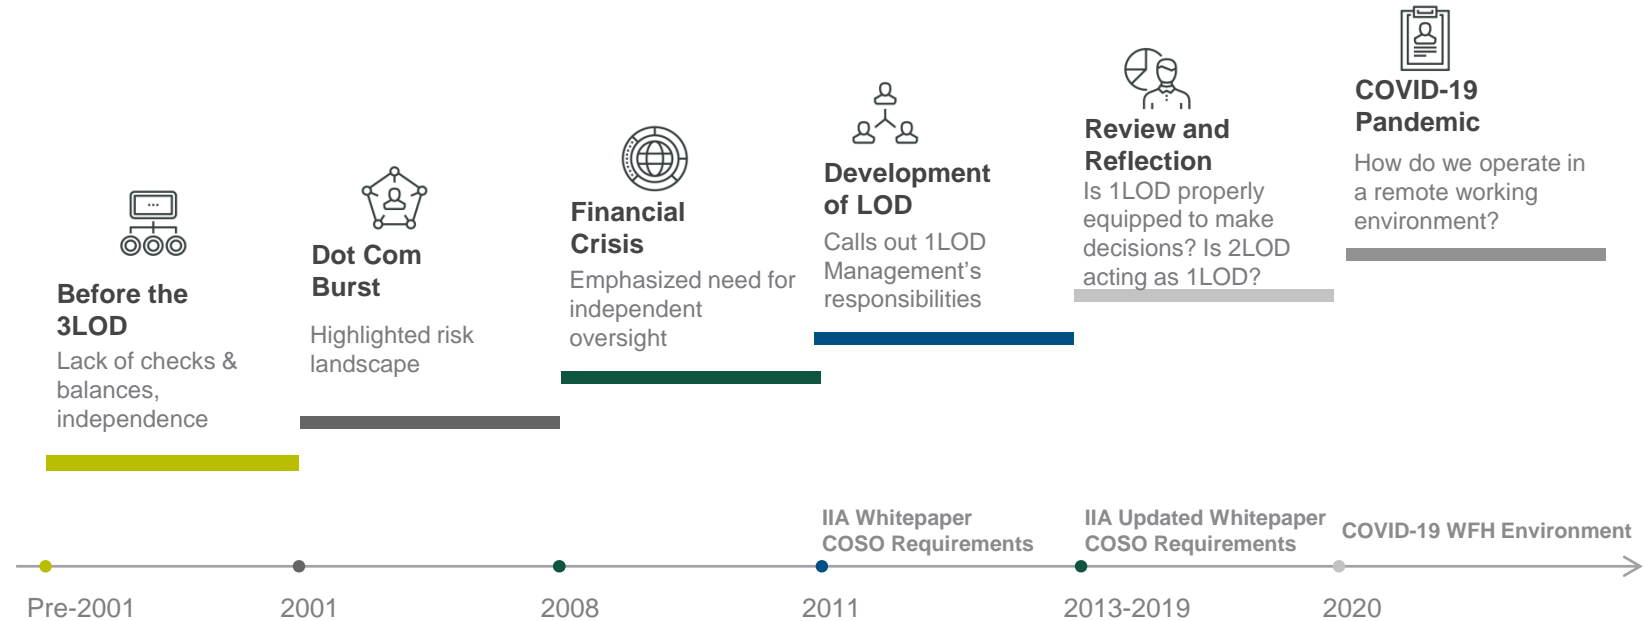 Before the
3LOD
Lack of checks &
balances,
independence
Dot Com
Burst
Highlighted risk
landscape
Financial
Crisis
Emphasized need for
independent
oversight
Development
of LOD
Calls out 1LOD
Management's
responsibilities
Review and
Reflection
Is 1LOD properly
equipped to make
decisions? Is 2LOD
acting as 1LOD?
COVID-19
Pandemic
How do we operate in
a remote working
environment?
IIA Whitepaper
COSO Requirements
IIA Updated Whitepaper
COSO Requirements
COVID-19 WFH Environment
Pre-2001
2001
2008
2011
2013-2019
2020